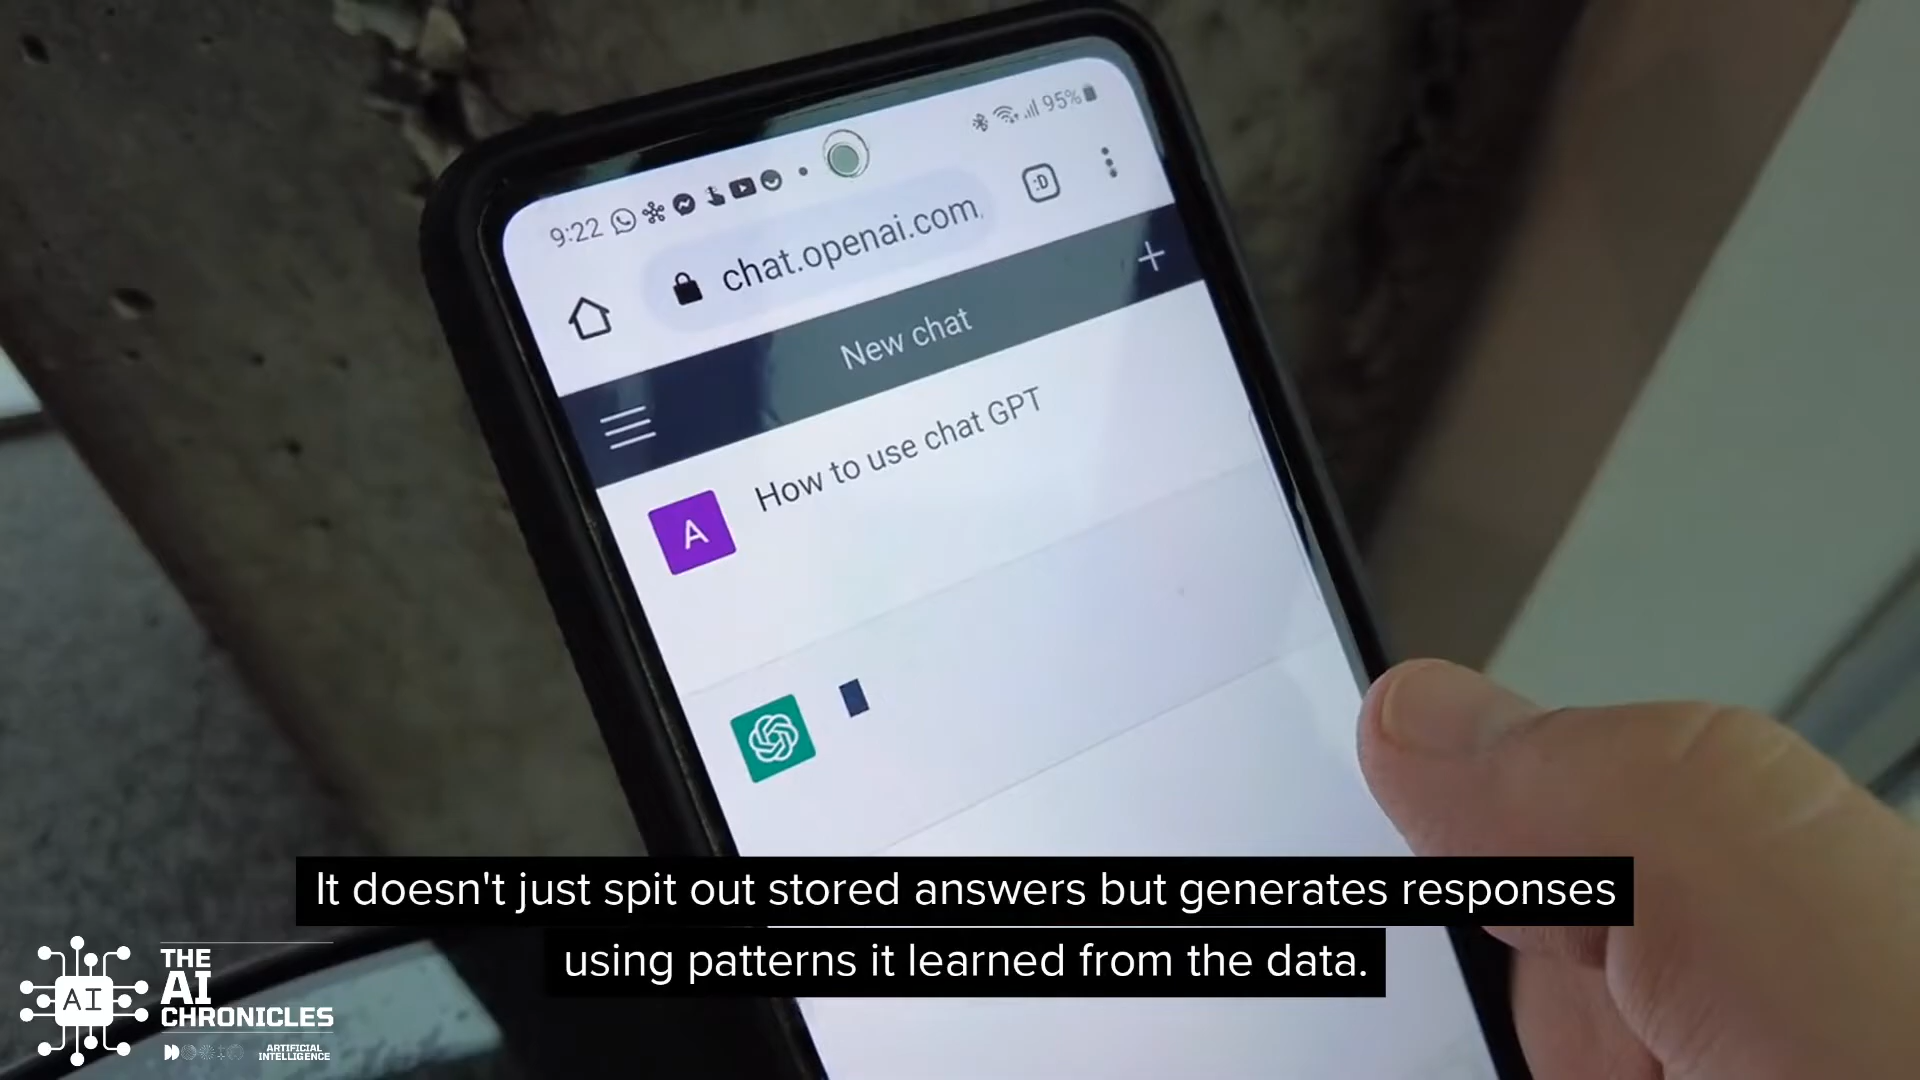 9:22
95%
chat.openai.com
:D
New chat
How to use chat GPT
A
It doesn't just spit out stored answers but generates responses
using patterns it learned from the data.
AI
THE
AI
CHRONICLES
ARTIFICIAL
INTELLIGENCE